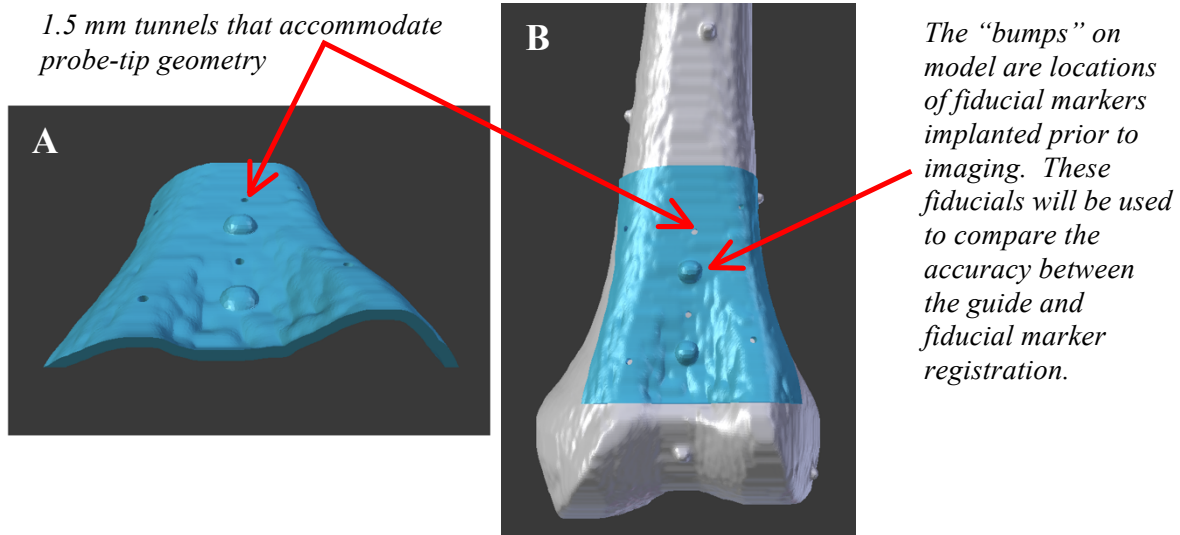 1.5 mm tunnels that accommodate
probe-tip geometry
A
B
The “bumps” on
model are locations
of fiducial markers
implanted prior to
imaging.  These
fiducials will be used
to compare the
accuracy between
the guide and
fiducial marker
registration.